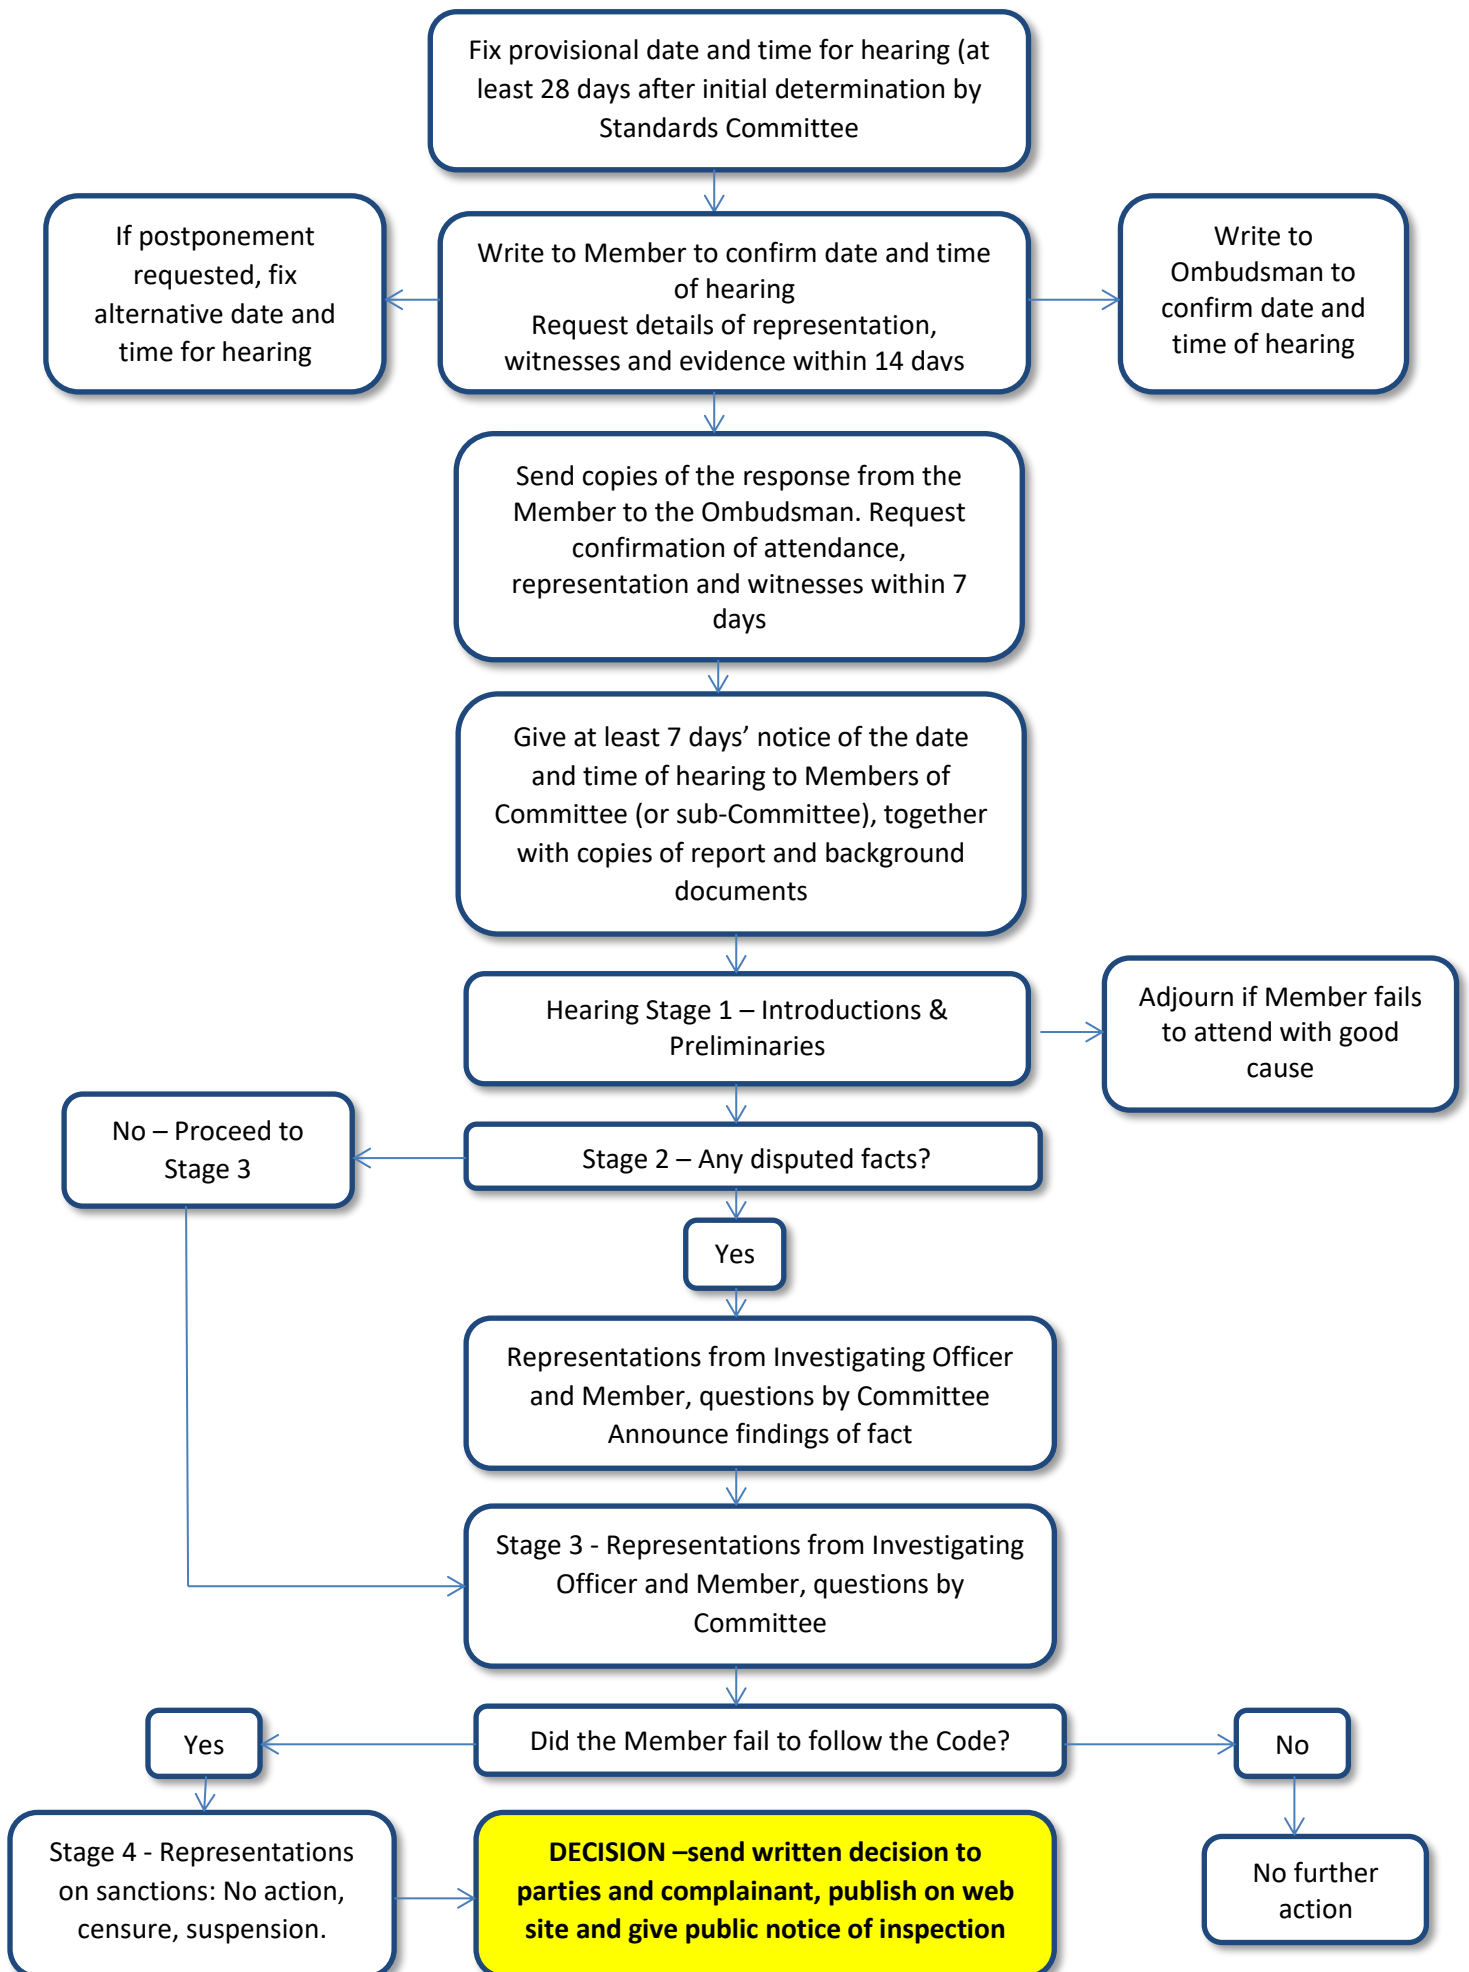 Fix provisional date and time for hearing (at
least 28 days after initial determination by
Standards Committee
If postponement
requested, fix
alternative date and
time for hearing
Write to Member to confirm date and time
of hearing
Request details of representation,
witnesses and evidence within 14 days
Write to
Ombudsman to
confirm date and
time of hearing
Send copies of the response from the
Member to the Ombudsman. Request
confirmation of attendance,
representation and witnesses within 7
days
Give at least 7 days’ notice of the date
and time of hearing to Members of
Committee (or sub-Committee), together
with copies of report and background
documents
Hearing Stage 1 – Introductions &
Preliminaries
Adjourn if Member fails
to attend with good
cause
No – Proceed to
Stage 3
Stage 2 – Any disputed facts?
Yes
Representations from Investigating Officer
and Member, questions by Committee
Announce findings of fact
Stage 3 - Representations from Investigating
Officer and Member, questions by
Committee
Yes
Did the Member fail to follow the Code?
No
Stage 4 - Representations
on sanctions: No action,
censure, suspension.
DECISION –send written decision to
parties and complainant, publish on web
site and give public notice of inspection
No further
action